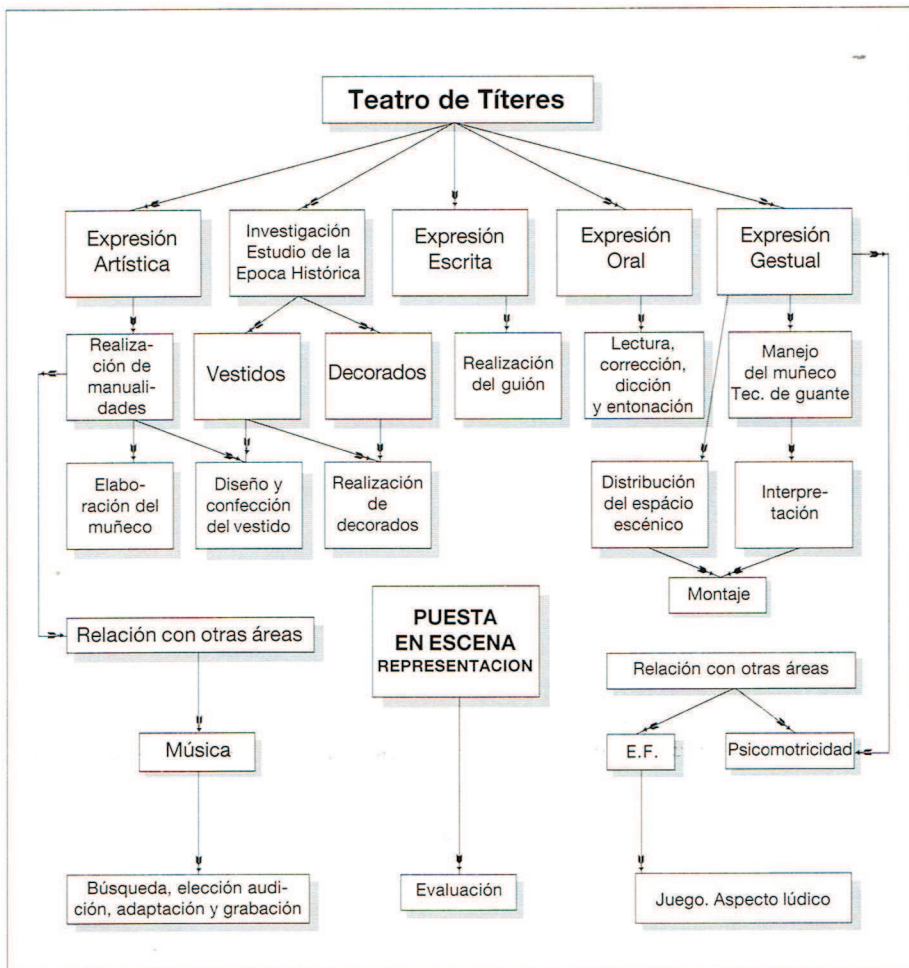 Teatro de Títeres
Expresión
Artística
Investigación
Estudio de la
Epoca Histórica
Expresión
Escrita
Expresión
Oral
Expresión
Gestual
Realiza-
ción de
manuali-
dades
Vestidos
Decorados
Realización
del guión
Lectura,
corrección,
dicción
y entonación
Manejo
del muñeco
Tec. de guante
Elabo-
ración del
muñeco
Diseño y
confección
del vestido
Realización
de
decorados
Distribución
del espácio
escénico
Interpre-
tación
Montaje
PUESTA
EN ESCENA
REPRESENTACION
Relación con otras áreas
Relación con otras áreas
Música
E.F.
Psicomotricidad
Búsqueda, elección audi-
ción, adaptación y grabación
Evaluación
Juego. Aspecto lúdico